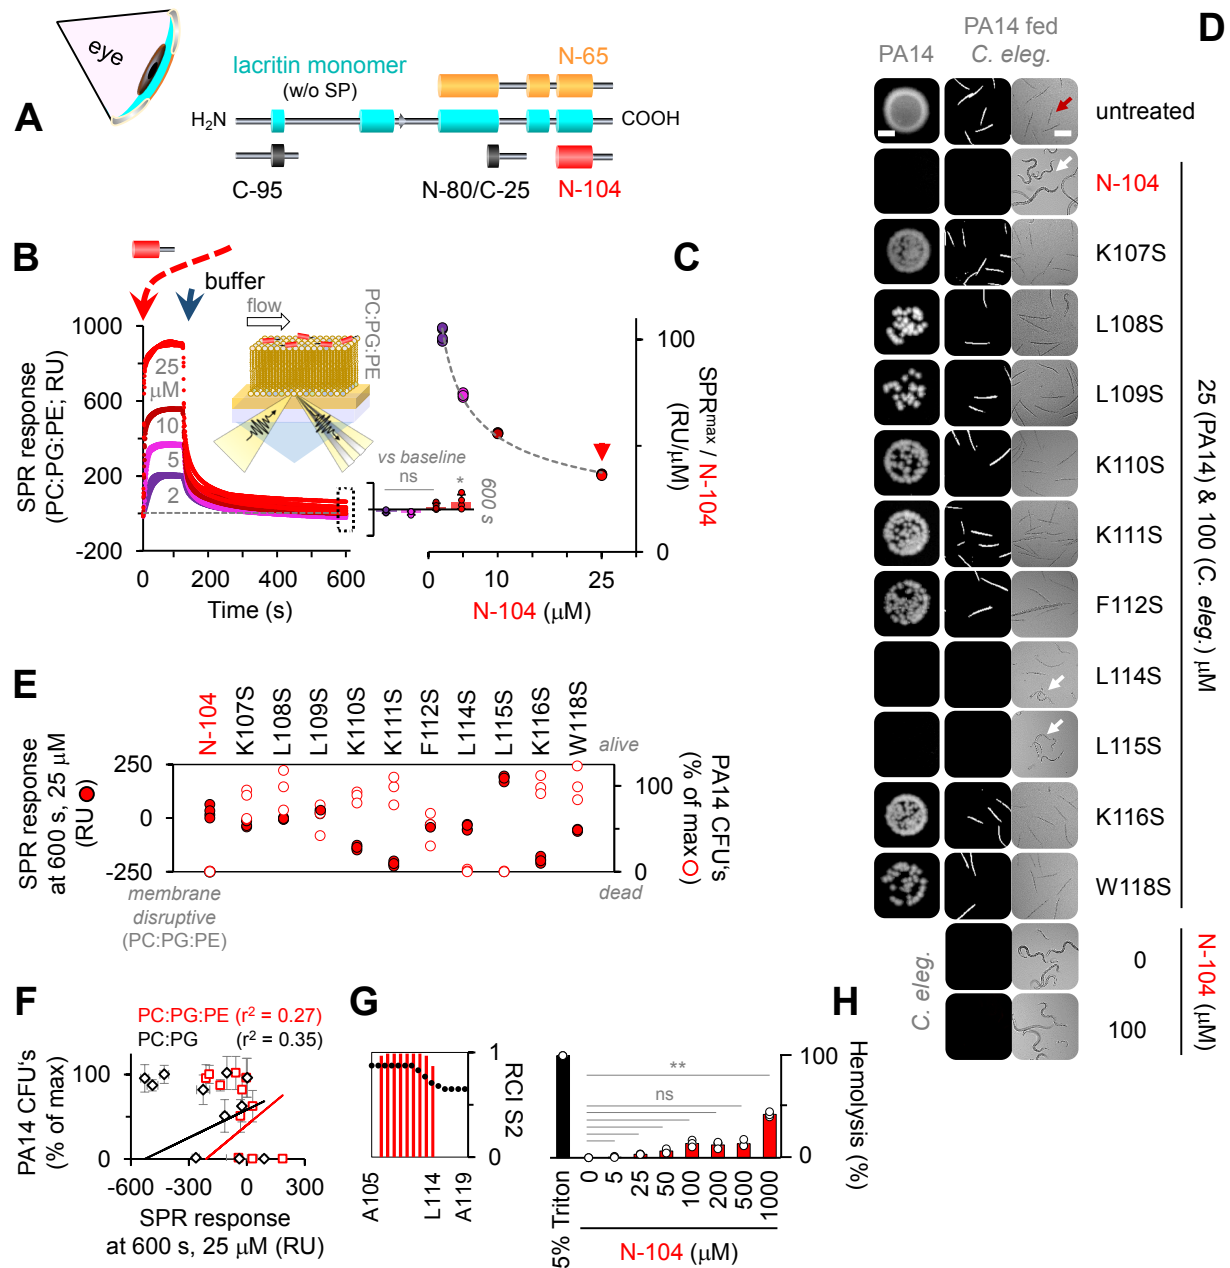 A
eye
lacritin monomer
(w/o SP)
N-65
H2N
COOH
C-95
N-80/C-25
N-104
B
buffer
flow
PC:PG:PE
SPR response
(PC:PG:PE; RU)
1000
600
200
-200
25
µM
10
5
2
0
200
400
600
Time (s)
vs baseline
ns
*
600 s
C
100
0
SPRmax / N-104
(RU/µM)
0
10
25
N-104 (µM)
D
PA14
PA14 fed
C. eleg.
untreated
N-104
K107S
L108S
L109S
K110S
K111S
F112S
L114S
L115S
K116S
W118S
25 (PA14) & 100 (C. eleg.) µM
C. eleg.
0
100
N-104 (µM)
E
N-104
K107S
L108S
L109S
K110S
K111S
F112S
L114S
L115S
K116S
W118S
SPR response
at 600 s, 25 µM
(RU)
250
0
-250
alive
100
0
dead
PA14 CFU's
(% of max)
membrane
disruptive
(PC:PG:PE)
F
PC:PG:PE (r2 = 0.27)
PC:PG (r2 = 0.35)
PA14 CFU's
(% of max)
100
0
-600
-300
0
300
SPR response
at 600 s, 25 µM (RU)
G
1
0
RCI S2
A105
L114
A119
H
**
ns
100
0
Hemolysis (%)
5% Triton
0
5
25
50
100
200
500
1000
N-104 (µM)